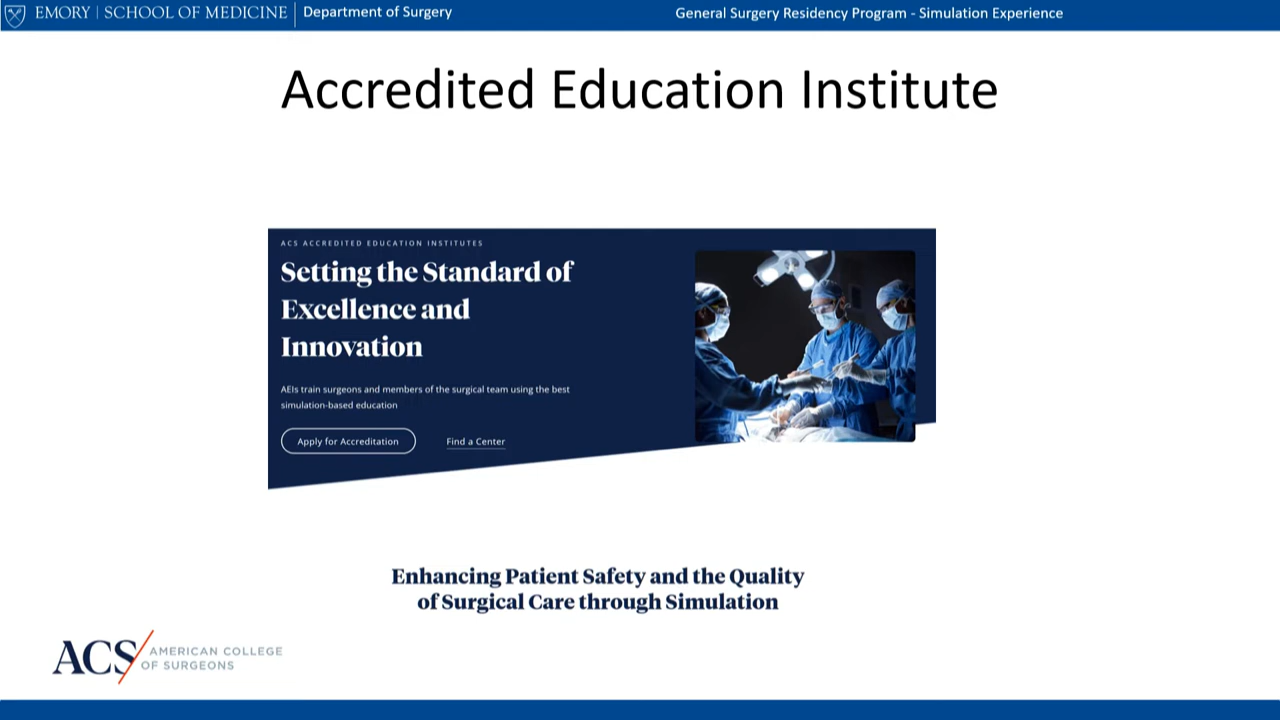 EMORY | SCHOOL OF MEDICINE Department of Surgery General Surgery Residency Program - Simulation Experience
Accredited Education Institute
ACS ACCREDITED EDUCATION INSTITUTES
Setting the Standard of
Excellence and
Innovation
AEIs train surgeons and members of the surgical team using the best
simulation-based education
Apply for Accreditation Find a Center
Enhancing Patient Safety and the Quality
of Surgical Care through Simulation
ACS AMERICAN COLLEGE
OF SURGEONS